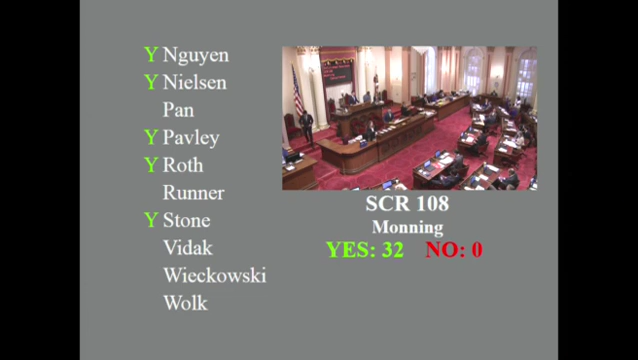 Y Nguyen
Y Nielsen
Pan
Y Pavley
Y Roth
Runner
Y Stone
Vidak
Wieckowski
Wolk
SCR 108
Monning
YES: 32 NO: 0